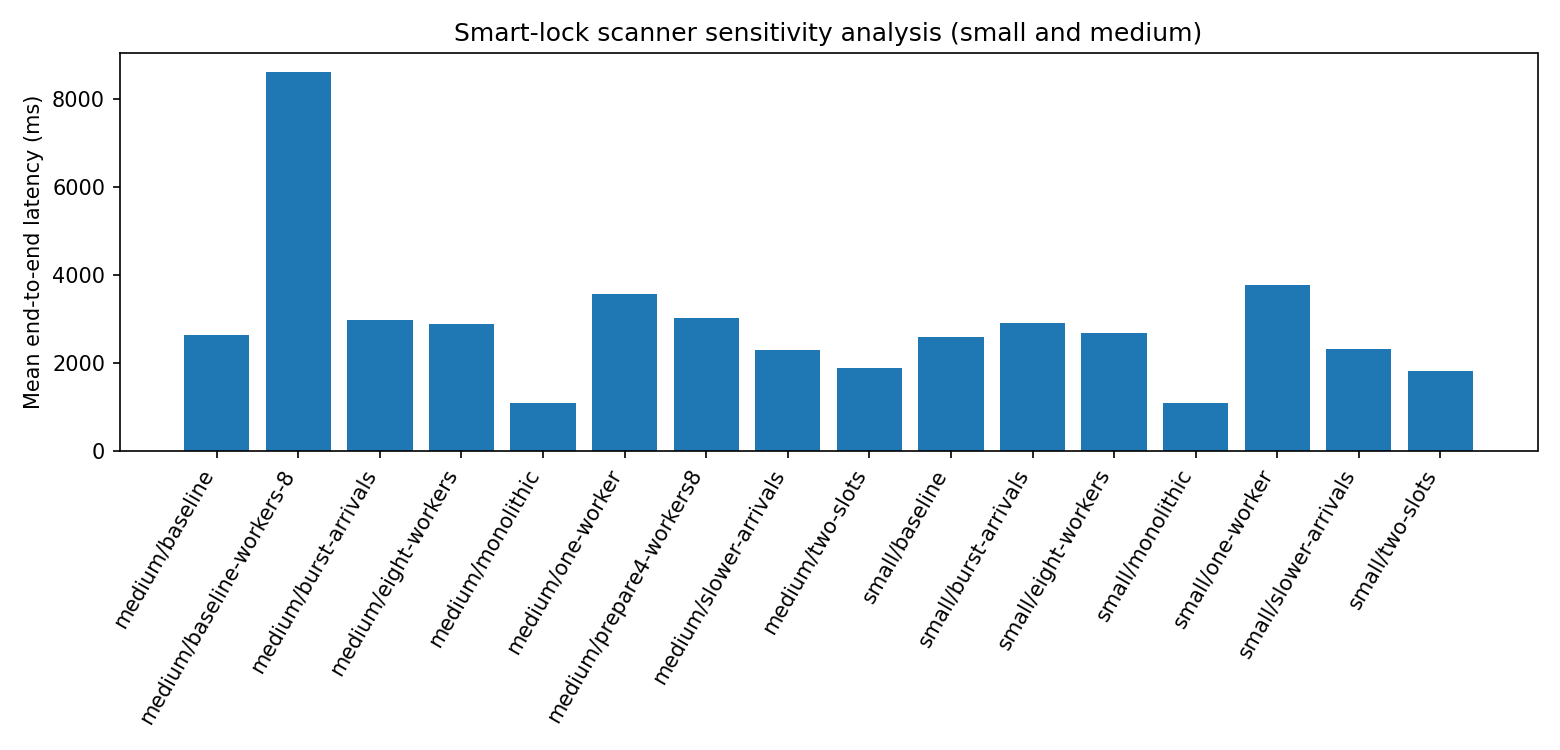 Smart-lock scanner sensitivity analysis (small and medium)
Mean end-to-end latency (ms)
8000
6000
4000
2000
0
medium/baseline
medium/baseline-workers-8
medium/burst-arrivals
medium/eight-workers
medium/monolithic
medium/one-worker
medium/prepare4-workers8
medium/slower-arrivals
medium/two-slots
small/baseline
small/burst-arrivals
small/eight-workers
small/monolithic
small/one-worker
small/slower-arrivals
small/two-slots